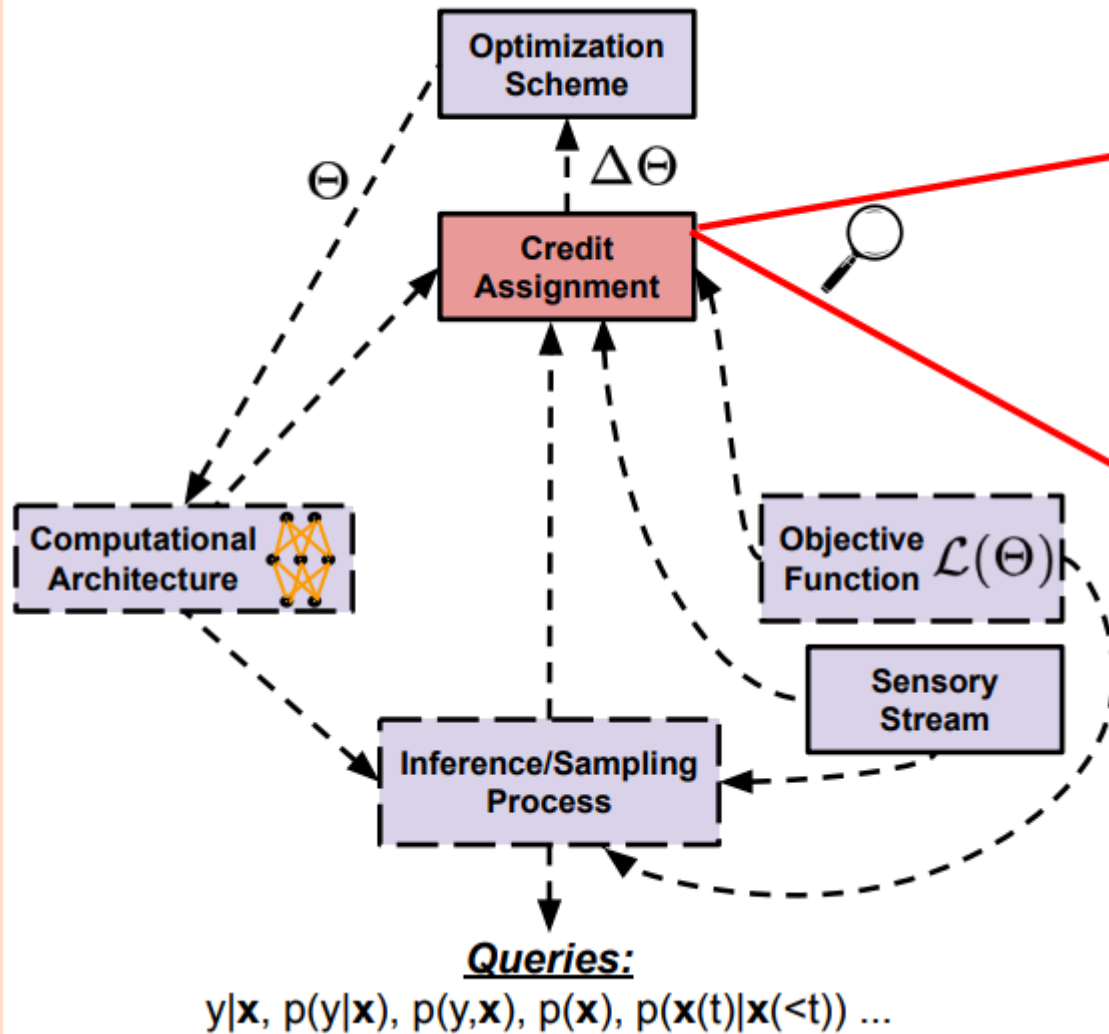 Optimization
Scheme
Θ
ΔΘ
Credit
Assignment
Computational
Architecture
Objective
Function ℒ(Θ)
Sensory
Stream
Inference/Sampling
Process
Queries:
y|x, p(y|x), p(y,x), p(x), p(x(t)|x(<t)) ...